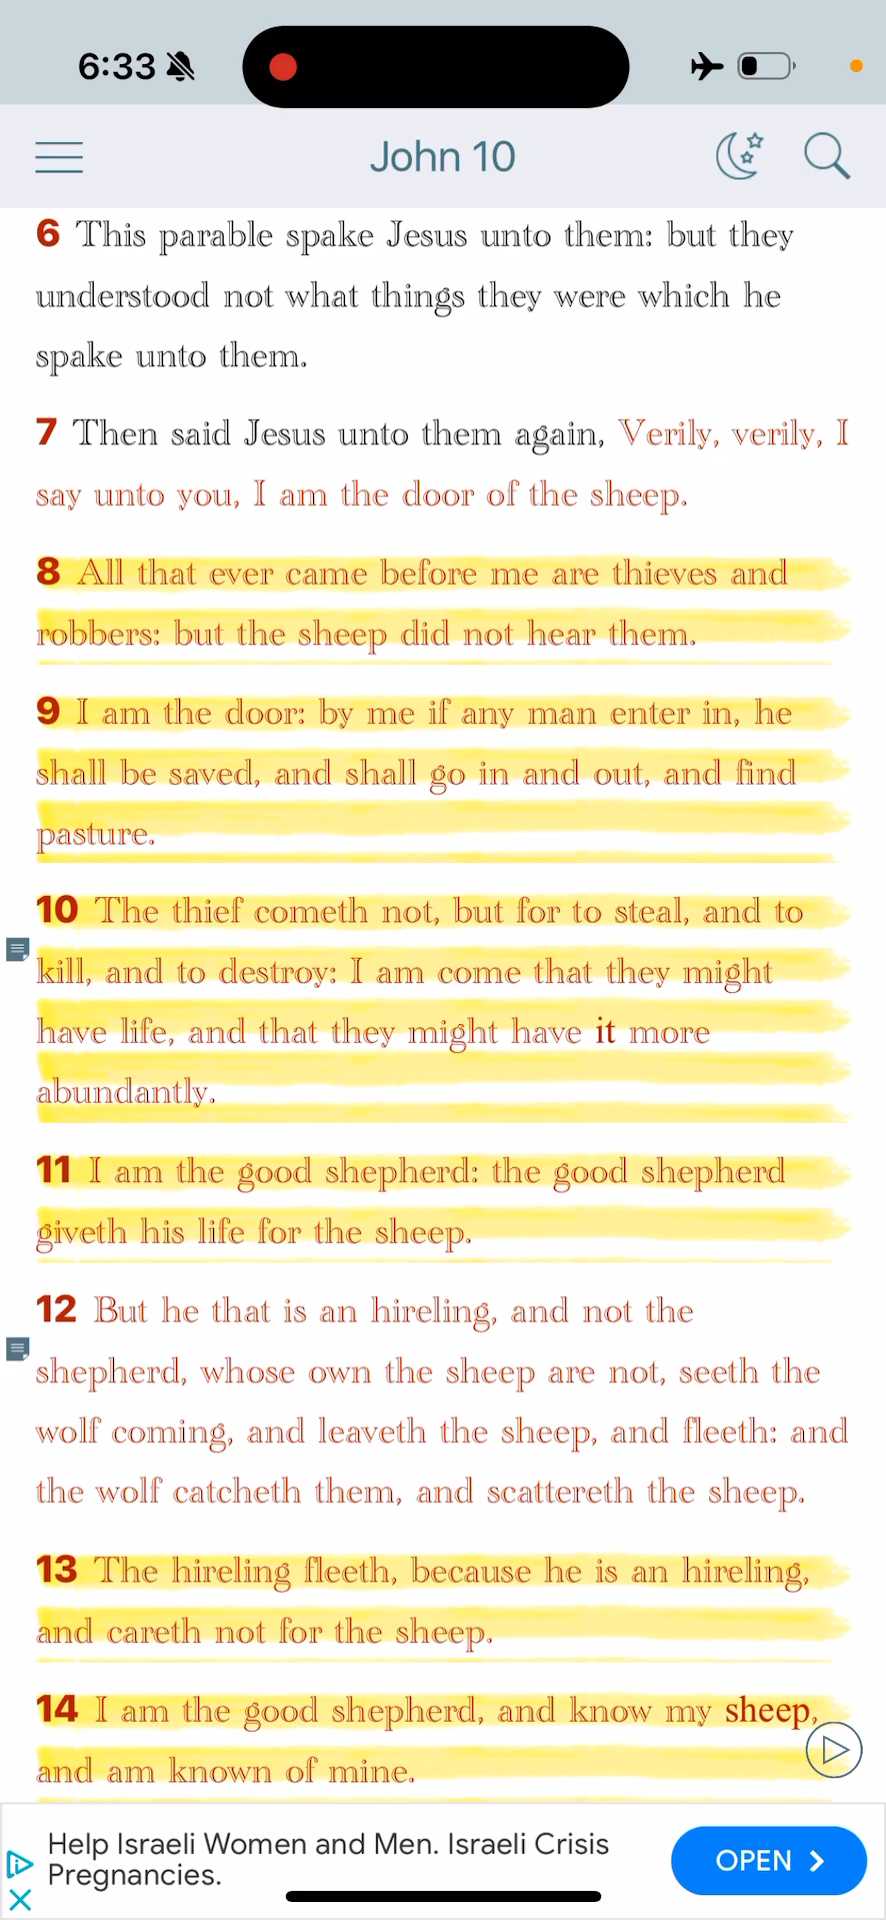 6:33
John 10
6 This parable spake Jesus unto them: but they
understood not what things they were which he
spake unto them.
7 Then said Jesus unto them again, Verily, verily, I
say unto you, I am the door of the sheep.
8 All that ever came before me are thieves and
robbers: but the sheep did not hear them.
9 I am the door: by me if any man enter in, he
shall be saved, and shall go in and out, and find
pasture.
10 The thief cometh not, but for to steal, and to
kill, and to destroy: I am come that they might
have life, and that they might have it more
abundantly.
11 I am the good shepherd: the good shepherd
giveth his life for the sheep.
12 But he that is an hireling, and not the
shepherd, whose own the sheep are not, seeth the
wolf coming, and leaveth the sheep, and fleeth: and
the wolf catcheth them, and scattereth the sheep.
13 The hireling fleeth, because he is an hireling,
and careth not for the sheep.
14 I am the good shepherd, and know my sheep,
and am known of mine.
Help Israeli Women and Men. Israeli Crisis
Pregnancies.
OPEN